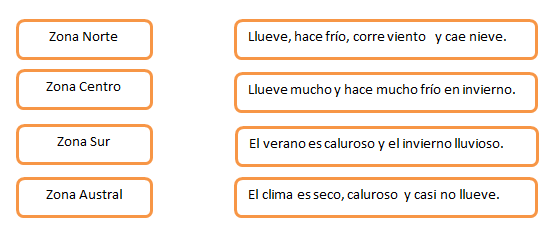 Zona Norte
Llueve, hace frío, corre viento y cae nieve.
Zona Centro
Llueve mucho y hace mucho frío en invierno.
Zona Sur
El verano es caluroso y el invierno lluvioso.
Zona Austral
El clima es seco, caluroso y casi no llueve.